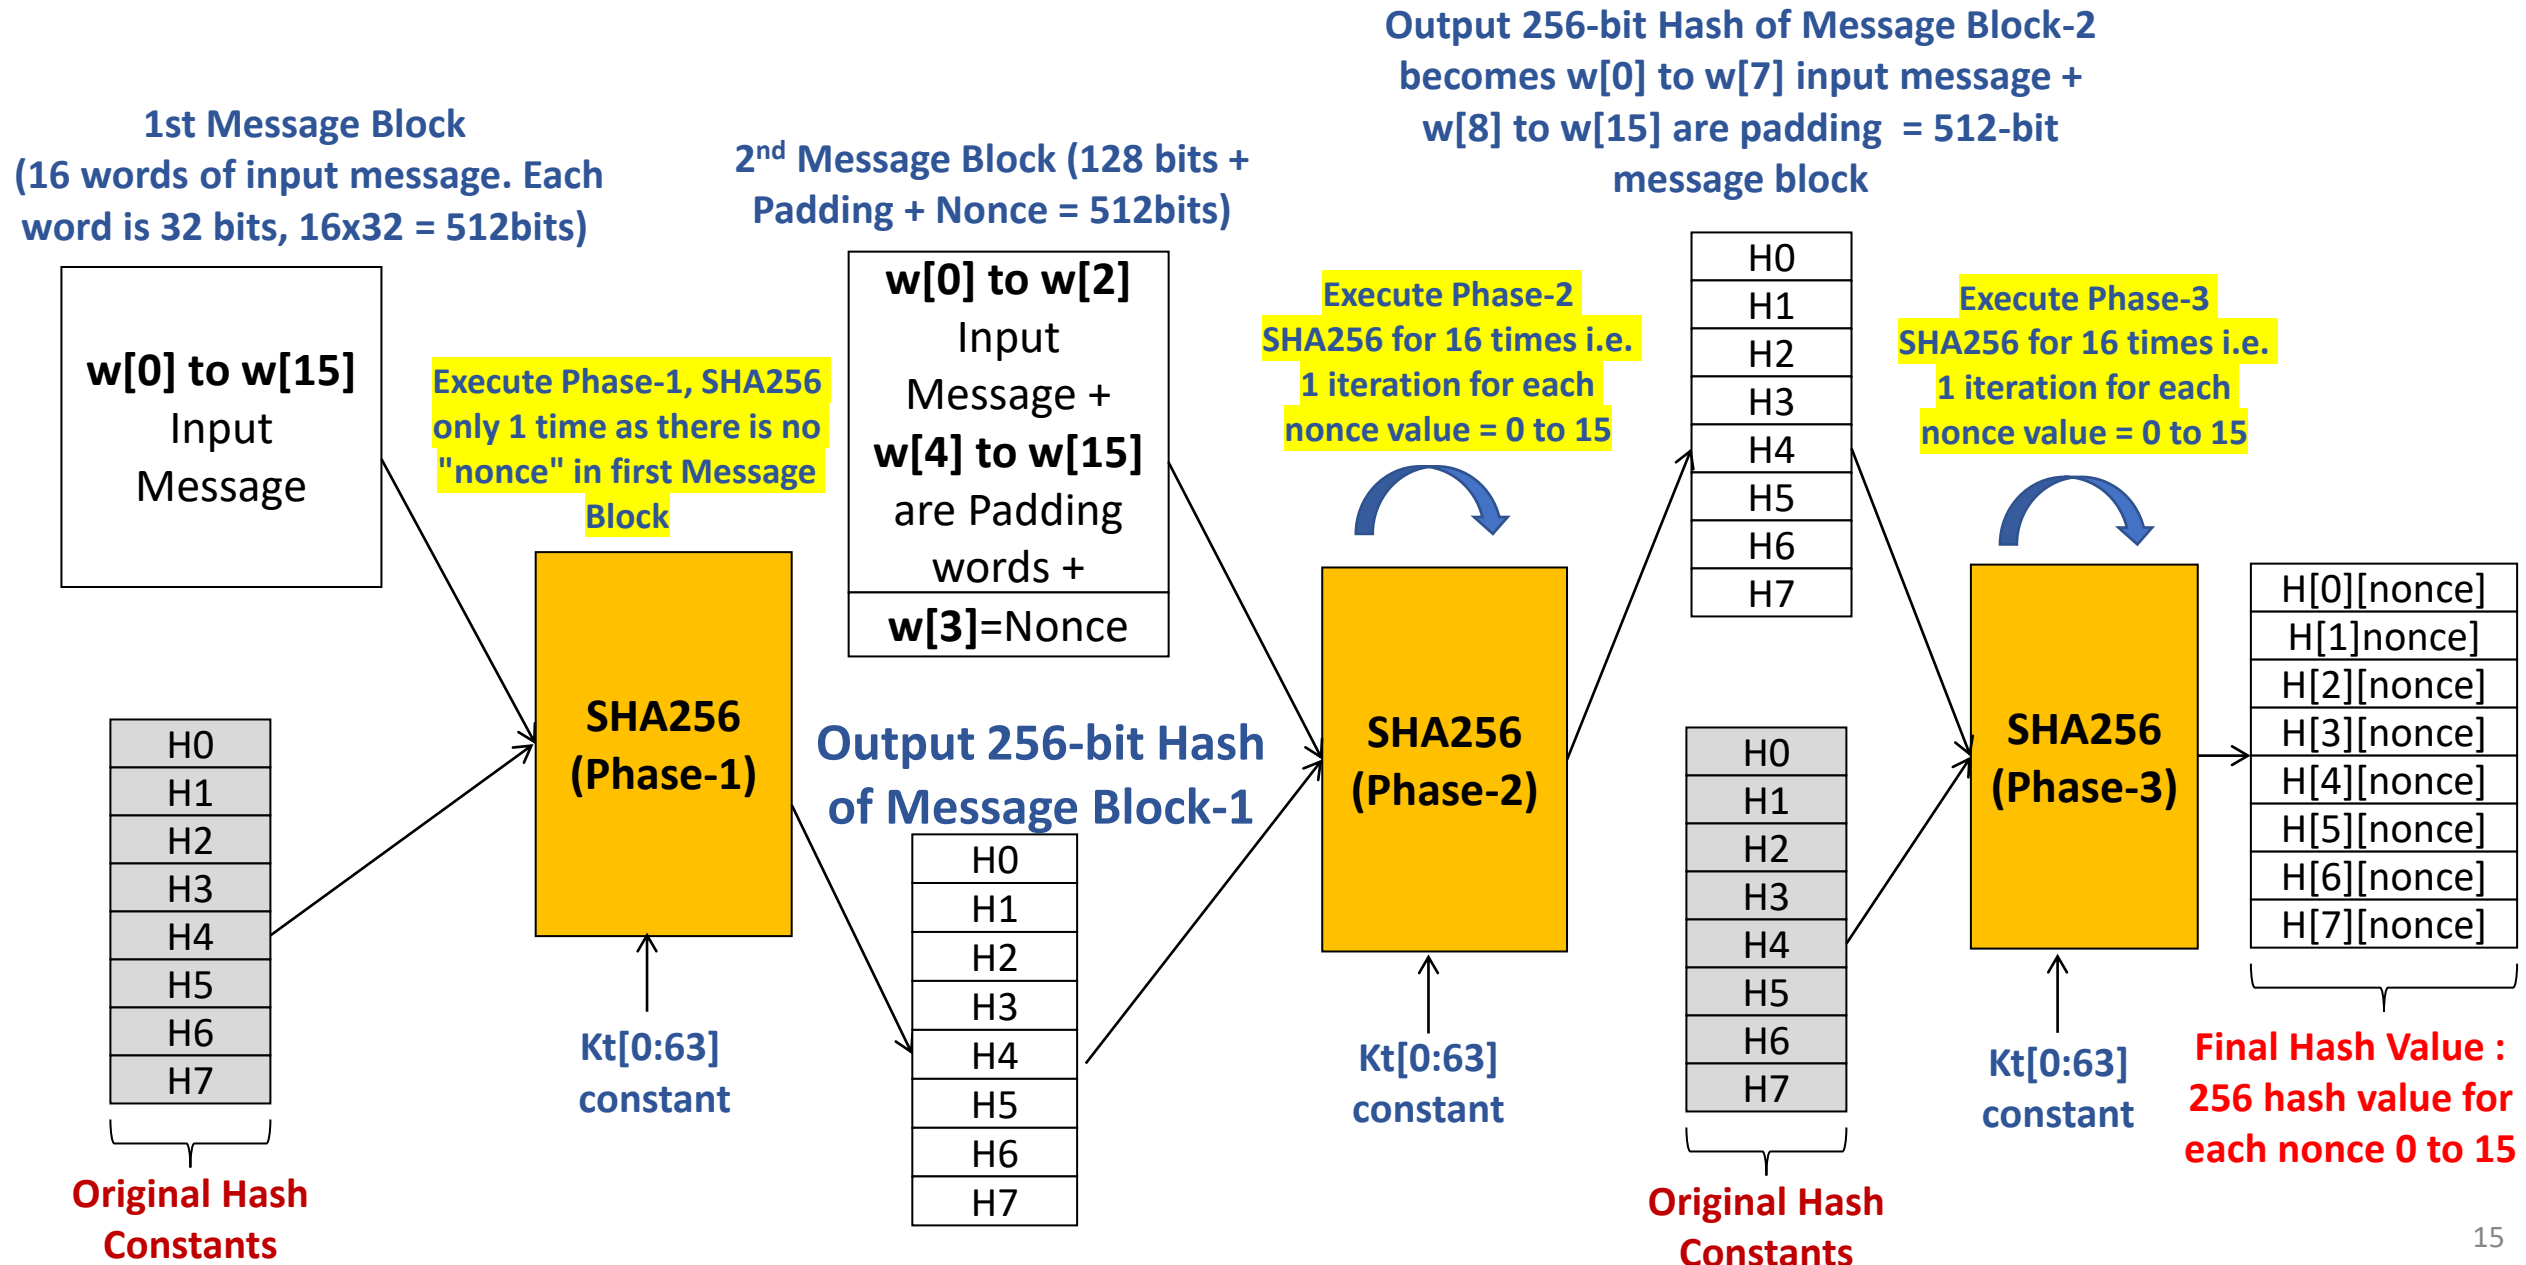 1st Message Block
(16 words of input message. Each
word is 32 bits, 16x32 = 512bits)
w[0] to w[15]
Input
Message
H0
H1
H2
H3
H4
H5
H6
H7
Original Hash
Constants
Execute Phase-1, SHA256
only 1 time as there is no
"nonce" in first Message
Block
SHA256
(Phase-1)
Kt[0:63]
constant
2nd Message Block (128 bits +
Padding + Nonce = 512bits)
w[0] to w[2]
Input
Message +
w[4] to w[15]
are Padding
words +
w[3]=Nonce
Output 256-bit Hash
of Message Block-1
H0
H1
H2
H3
H4
H5
H6
H7
Execute Phase-2
SHA256 for 16 times i.e.
1 iteration for each
nonce value = 0 to 15
SHA256
(Phase-2)
Kt[0:63]
constant
Output 256-bit Hash of Message Block-2
becomes w[0] to w[7] input message +
w[8] to w[15] are padding = 512-bit
message block
H0
H1
H2
H3
H4
H5
H6
H7
H0
H1
H2
H3
H4
H5
H6
H7
Original Hash
Constants
Execute Phase-3
SHA256 for 16 times i.e.
1 iteration for each
nonce value = 0 to 15
SHA256
(Phase-3)
Kt[0:63]
constant
H[0][nonce]
H[1]nonce]
H[2][nonce]
H[3][nonce]
H[4][nonce]
H[5][nonce]
H[6][nonce]
H[7][nonce]
Final Hash Value :
256 hash value for
each nonce 0 to 15
15